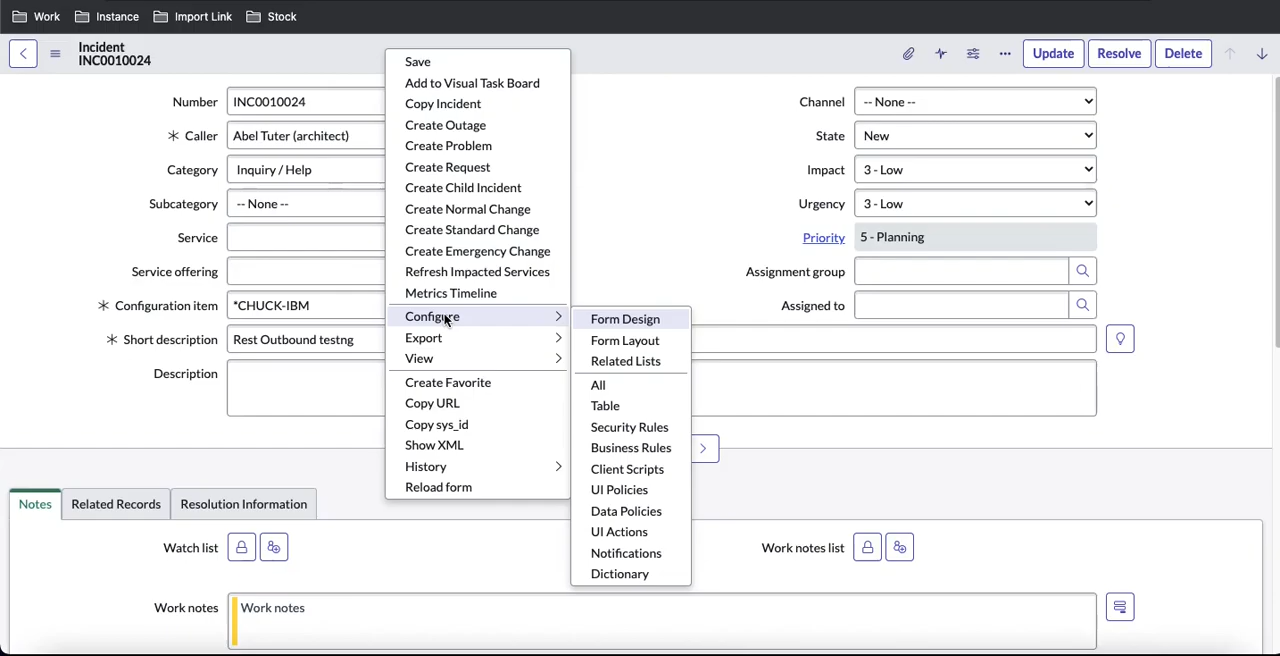 Work Instance Import Link Stock
Incident
INC0010024
Update Resolve Delete
Number INC0010024
✳ Caller Abel Tuter (architect)
Category Inquiry / Help
Subcategory -- None --
Service
Service offering
✳ Configuration item *CHUCK-IBM
✳ Short description Rest Outbound testng
Description
Save
Add to Visual Task Board
Copy Incident
Create Outage
Create Problem
Create Request
Create Child Incident
Create Normal Change
Create Standard Change
Create Emergency Change
Refresh Impacted Services
Metrics Timeline
Configure
Export
View
Create Favorite
Copy URL
Copy sys_id
Show XML
History
Reload form
Form Design
Form Layout
Related Lists
All
Table
Security Rules
Business Rules
Client Scripts
UI Policies
Data Policies
UI Actions
Notifications
Dictionary
Channel -- None --
State New
Impact 3 - Low
Urgency 3 - Low
Priority 5 - Planning
Assignment group
Assigned to
Notes Related Records Resolution Information
Watch list Work notes list
Work notes Work notes